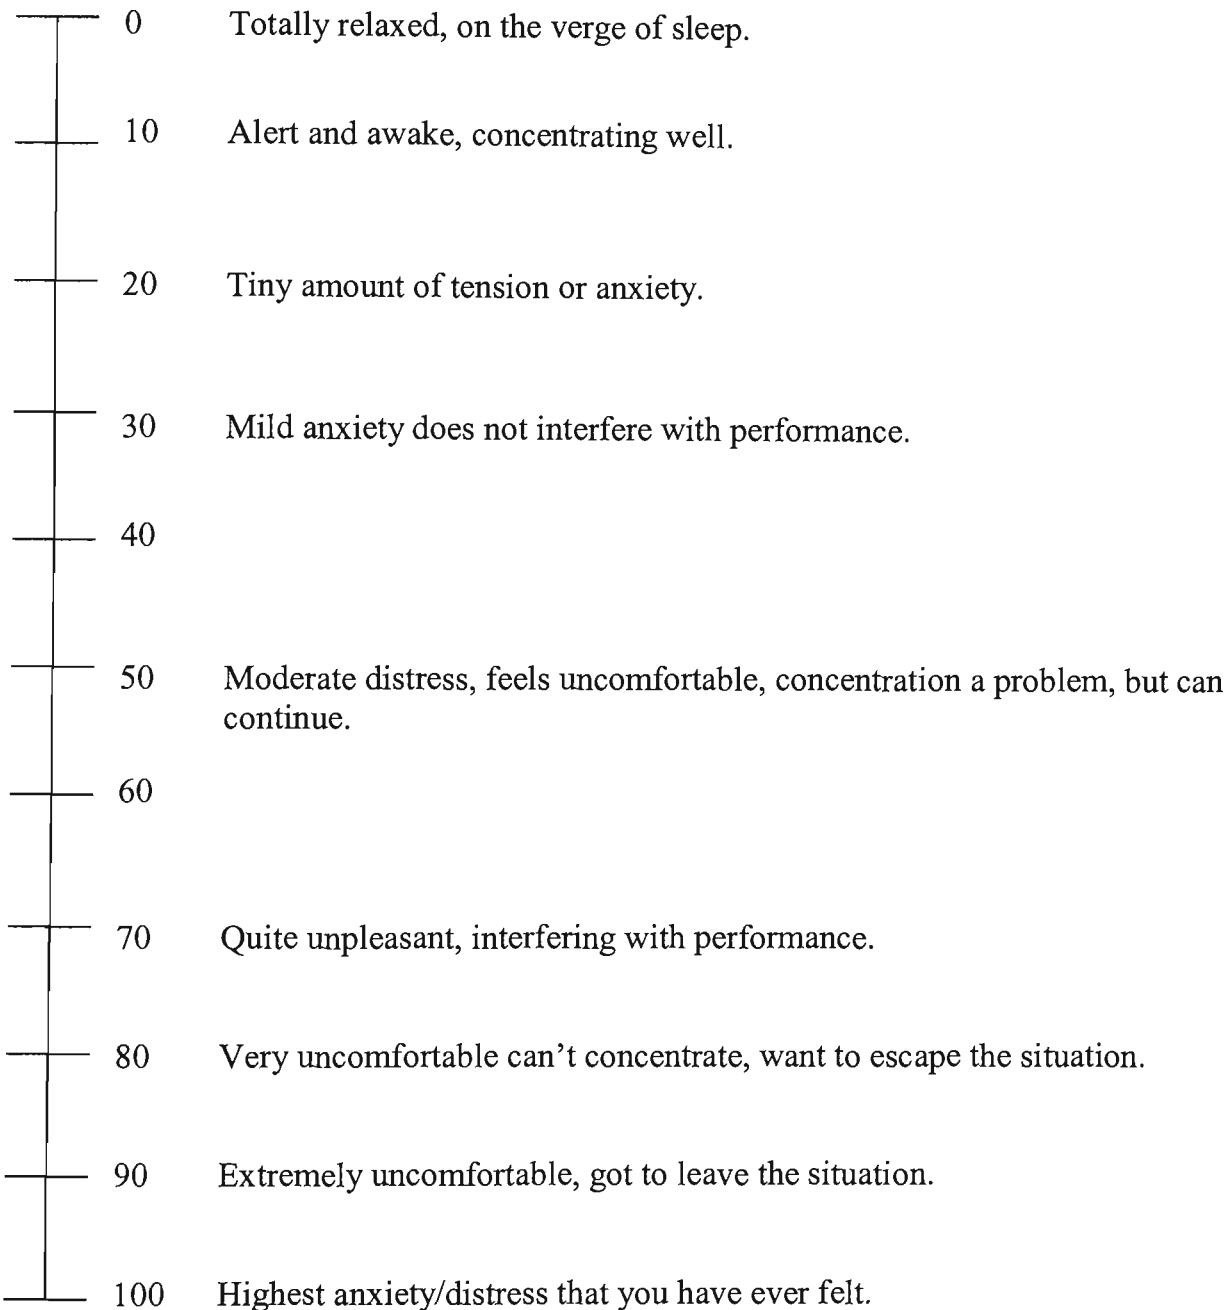 0 Totally relaxed, on the verge of sleep.
10 Alert and awake, concentrating well.
20 Tiny amount of tension or anxiety.
30 Mild anxiety does not interfere with performance.
40
50 Moderate distress, feels uncomfortable, concentration a problem, but can
continue.
60
70 Quite unpleasant, interfering with performance.
80 Very uncomfortable can't concentrate, want to escape the situation.
90 Extremely uncomfortable, got to leave the situation.
100 Highest anxiety/distress that you have ever felt.